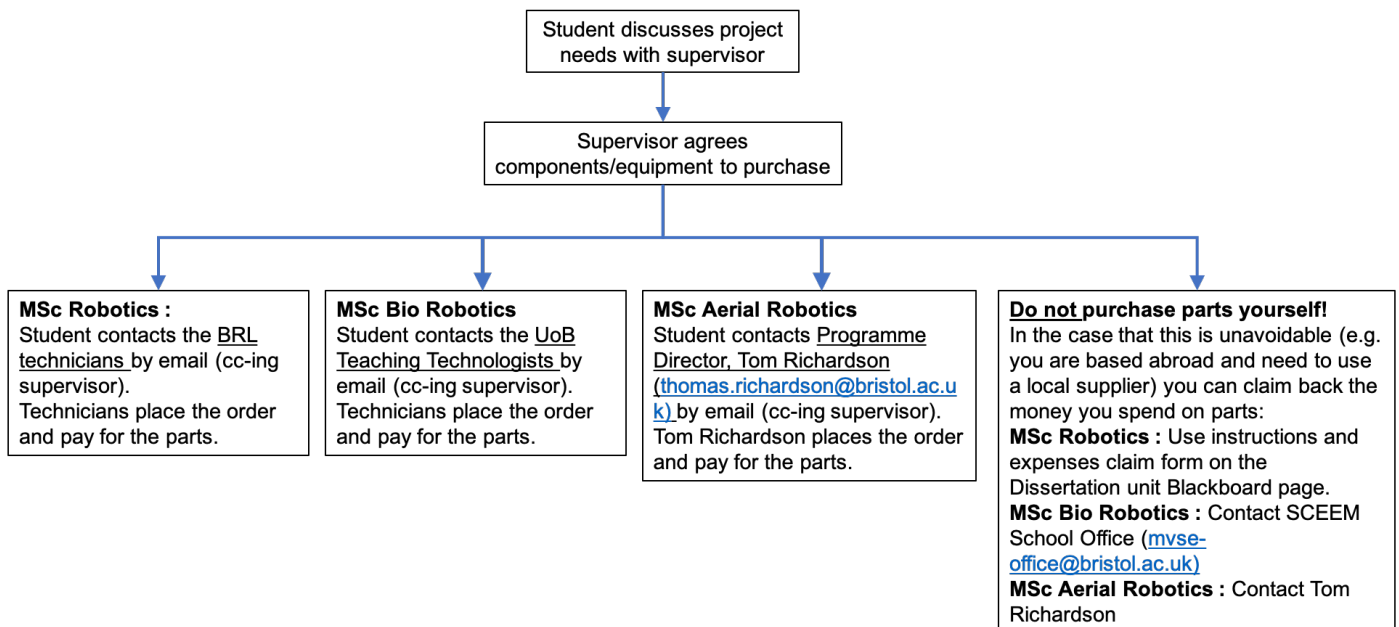 Student discusses project
needs with supervisor
Supervisor agrees
components/equipment to purchase
MSc Robotics :
Student contacts the BRL
technicians by email (cc-ing
supervisor).
Technicians place the order
and pay for the parts.
MSc Bio Robotics
Student contacts the UoB
Teaching Technologists by
email (cc-ing supervisor).
Technicians place the order
and pay for the parts.
MSc Aerial Robotics
Student contacts Programme
Director, Tom Richardson
(thomas.richardson@bristol.ac.u
k) by email (cc-ing supervisor).
Tom Richardson places the order
and pay for the parts.
Do not purchase parts yourself!
In the case that this is unavoidable (e.g.
you are based abroad and need to use
a local supplier) you can claim back the
money you spend on parts:
MSc Robotics : Use instructions and
expenses claim form on the
Dissertation unit Blackboard page.
MSc Bio Robotics : Contact SCEEM
School Office (mvse-
office@bristol.ac.uk)
MSc Aerial Robotics : Contact Tom
Richardson